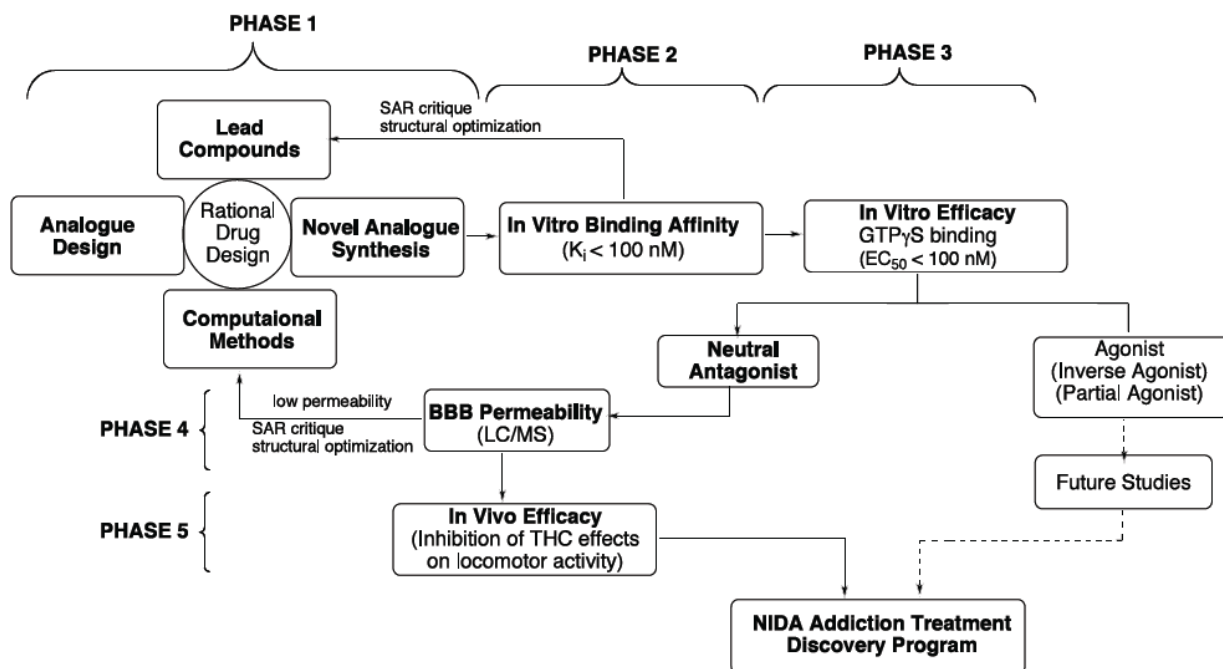 PHASE 1
PHASE 2
PHASE 3
SAR critique
structural optimization
Lead
Compounds
Analogue
Design
Rational
Drug
Design
Novel Analogue
Synthesis
In Vitro Binding Affinity
(Ki < 100 nM)
In Vitro Efficacy
GTPγS binding
(EC50 < 100 nM)
Computaional
Methods
Neutral
Antagonist
Agonist
(Inverse Agonist)
(Partial Agonist)
PHASE 4
low permeability
SAR critique
structural optimization
BBB Permeability
(LC/MS)
Future Studies
PHASE 5
In Vivo Efficacy
(Inhibition of THC effects
on locomotor activity)
NIDA Addiction Treatment
Discovery Program